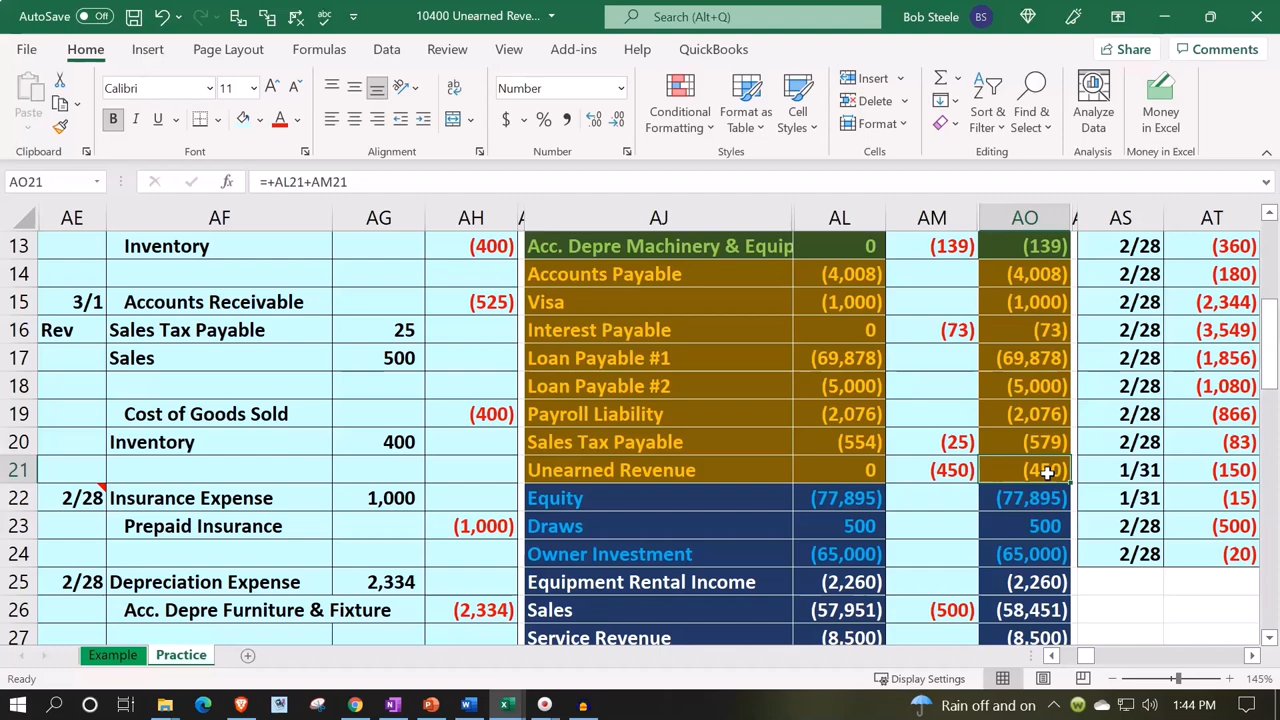 AutoSave Off 10400 Unearned Reve... Search (Alt+Q) Bob Steele BS
File Home Insert Page Layout Formulas Data Review View Add-ins Help QuickBooks Share Comments
Paste Calibri 11 Number Conditional Formatting Format as Table Cell Styles Insert Delete Format Sort & Filter Find & Select Analyze Data Money in Excel
Clipboard Font Alignment Number Styles Cells Editing Analysis Money in Excel
AO21 =+AL21+AM21
AE AF AG AH AJ AL AM AO AS AT
13 Inventory (400) Acc. Depre Machinery & Equip 0 (139) (139) 2/28 (360)
14 Accounts Payable (4,008) (4,008) 2/28 (180)
15 3/1 Accounts Receivable (525) Visa (1,000) (1,000) 2/28 (2,344)
16 Rev Sales Tax Payable 25 Interest Payable 0 (73) (73) 2/28 (3,549)
17 Sales 500 Loan Payable #1 (69,878) (69,878) 2/28 (1,856)
18 Loan Payable #2 (5,000) (5,000) 2/28 (1,080)
19 Cost of Goods Sold (400) Payroll Liability (2,076) (2,076) 2/28 (866)
20 Inventory 400 Sales Tax Payable (554) (25) (579) 2/28 (83)
21 Unearned Revenue 0 (450) (450) 1/31 (150)
22 2/28 Insurance Expense 1,000 Equity (77,895) (77,895) 1/31 (15)
23 Prepaid Insurance (1,000) Draws 500 500 2/28 (500)
24 Owner Investment (65,000) (65,000) 2/28 (20)
25 2/28 Depreciation Expense 2,334 Equipment Rental Income (2,260) (2,260)
26 Acc. Depre Furniture & Fixture (2,334) Sales (57,951) (500) (58,451)
27 Service Revenue (8,500) (8,500)
Example Practice
Ready Display Settings 145%
Rain off and on 1:44 PM